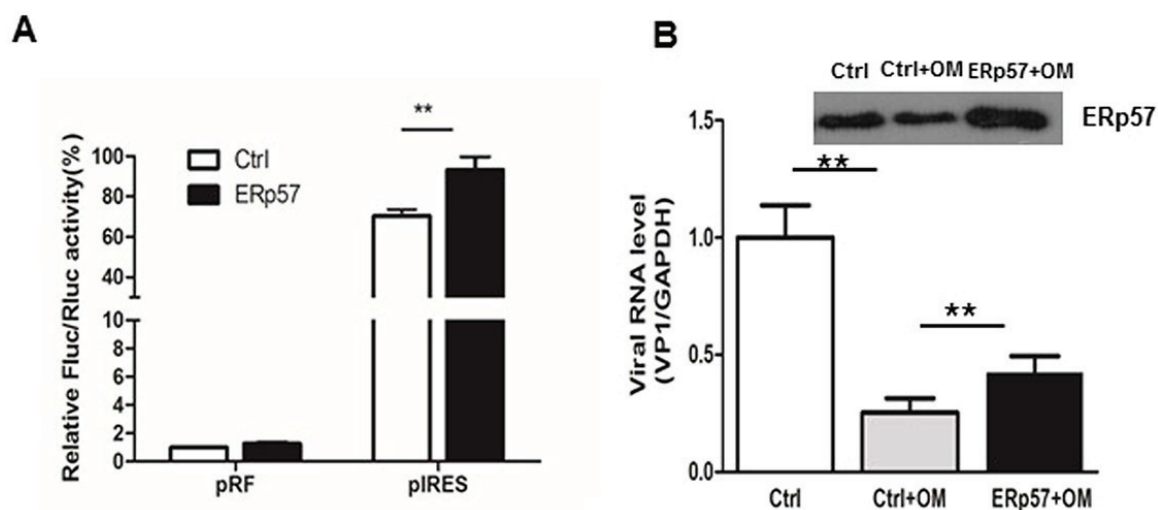 A
Relative Fluc/Rluc activity(%)
**
100
80
60
40
10
8
6
4
2
0
Ctrl
ERp57
pRF
pIRES
B
Ctrl Ctrl+OM ERp57+OM
ERp57
Viral RNA level
(VP1/GAPDH)
1.5
1.0
0.5
0.0
**
**
Ctrl
Ctrl+OM
ERp57+OM